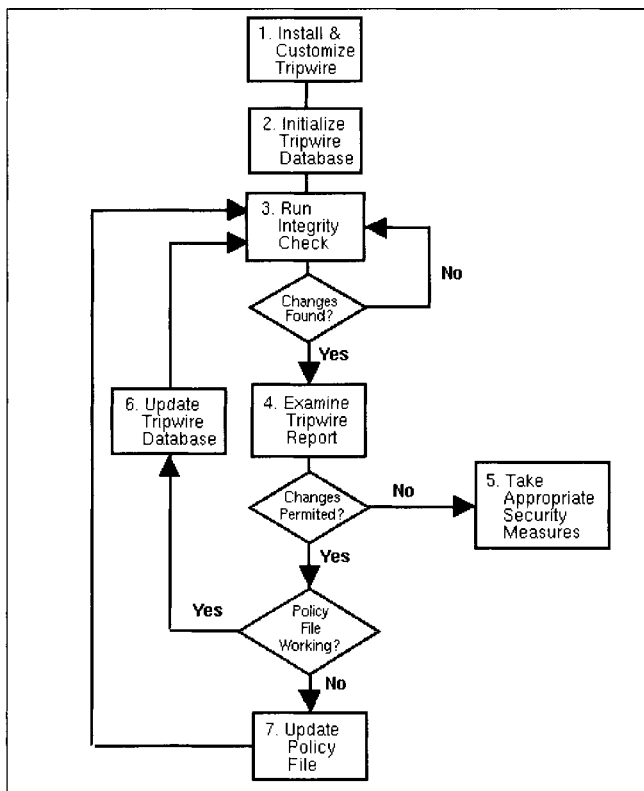 1. Install &
Customize
Tripwire
2. Initialize
Tripwire
Database
3. Run
Integrity
Check
No
Changes
Found?
Yes
6. Update
Tripwire
Database
4. Examine
Tripwire
Report
Changes
Permited?
No
5. Take
Appropriate
Security
Measures
Yes
Yes
Policy
File
Working?
No
7. Update
Policy
File